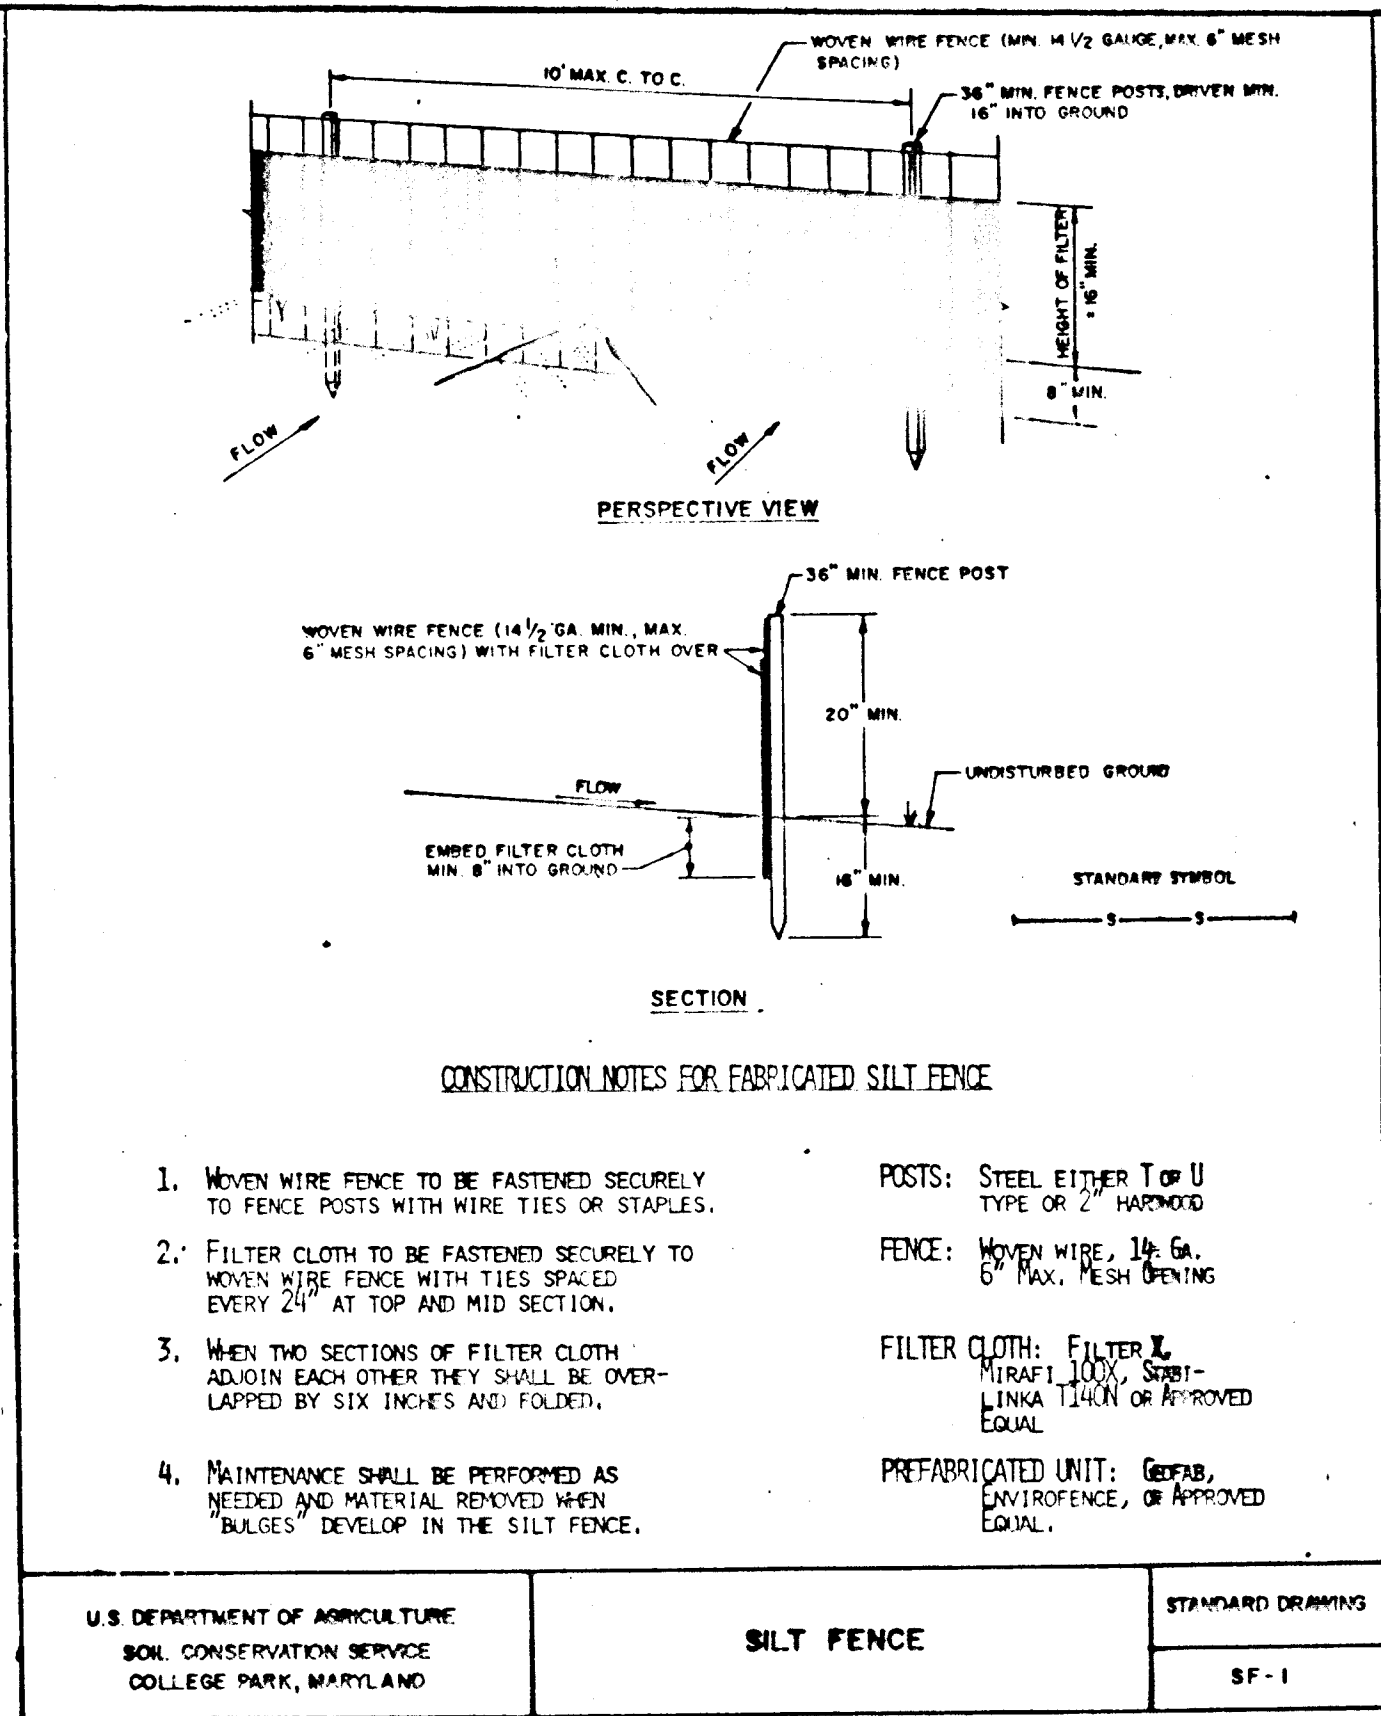 WOVEN WIRE FENCE (MIN. 14 1/2 GAUGE, MAX. 6" MESH
SPACING)
10' MAX. C. TO C.
36" MIN. FENCE POSTS, DRIVEN MIN.
16" INTO GROUND
HEIGHT OF FILTER
= 16" MIN.
8" MIN.
FLOW
FLOW
PERSPECTIVE VIEW
36" MIN. FENCE POST
WOVEN WIRE FENCE (14 1/2 GA. MIN., MAX.
6" MESH SPACING) WITH FILTER CLOTH OVER
20" MIN.
UNDISTURBED GROUND
FLOW
EMBED FILTER CLOTH
MIN. 8" INTO GROUND
16" MIN.
STANDARD SYMBOL
S S
SECTION
CONSTRUCTION NOTES FOR FABRICATED SILT FENCE
1. WOVEN WIRE FENCE TO BE FASTENED SECURELY
TO FENCE POSTS WITH WIRE TIES OR STAPLES.
2. FILTER CLOTH TO BE FASTENED SECURELY TO
WOVEN WIRE FENCE WITH TIES SPACED
EVERY 24" AT TOP AND MID SECTION.
3. WHEN TWO SECTIONS OF FILTER CLOTH
ADJOIN EACH OTHER THEY SHALL BE OVER-
LAPPED BY SIX INCHES AND FOLDED.
4. MAINTENANCE SHALL BE PERFORMED AS
NEEDED AND MATERIAL REMOVED WHEN
"BULGES" DEVELOP IN THE SILT FENCE.
POSTS: STEEL EITHER T OR U
TYPE OR 2" HARDWOOD
FENCE: WOVEN WIRE, 14 GA.
6" MAX. MESH OPENING
FILTER CLOTH: FILTER X,
MIRAFI 100X, STABI-
LINKA T140N OR APPROVED
EQUAL
PREFABRICATED UNIT: GEOFAB,
ENVIROFENCE, OR APPROVED
EQUAL.
U.S. DEPARTMENT OF AGRICULTURE
SOIL CONSERVATION SERVICE
COLLEGE PARK, MARYLAND
SILT FENCE
STANDARD DRAWING
SF-1